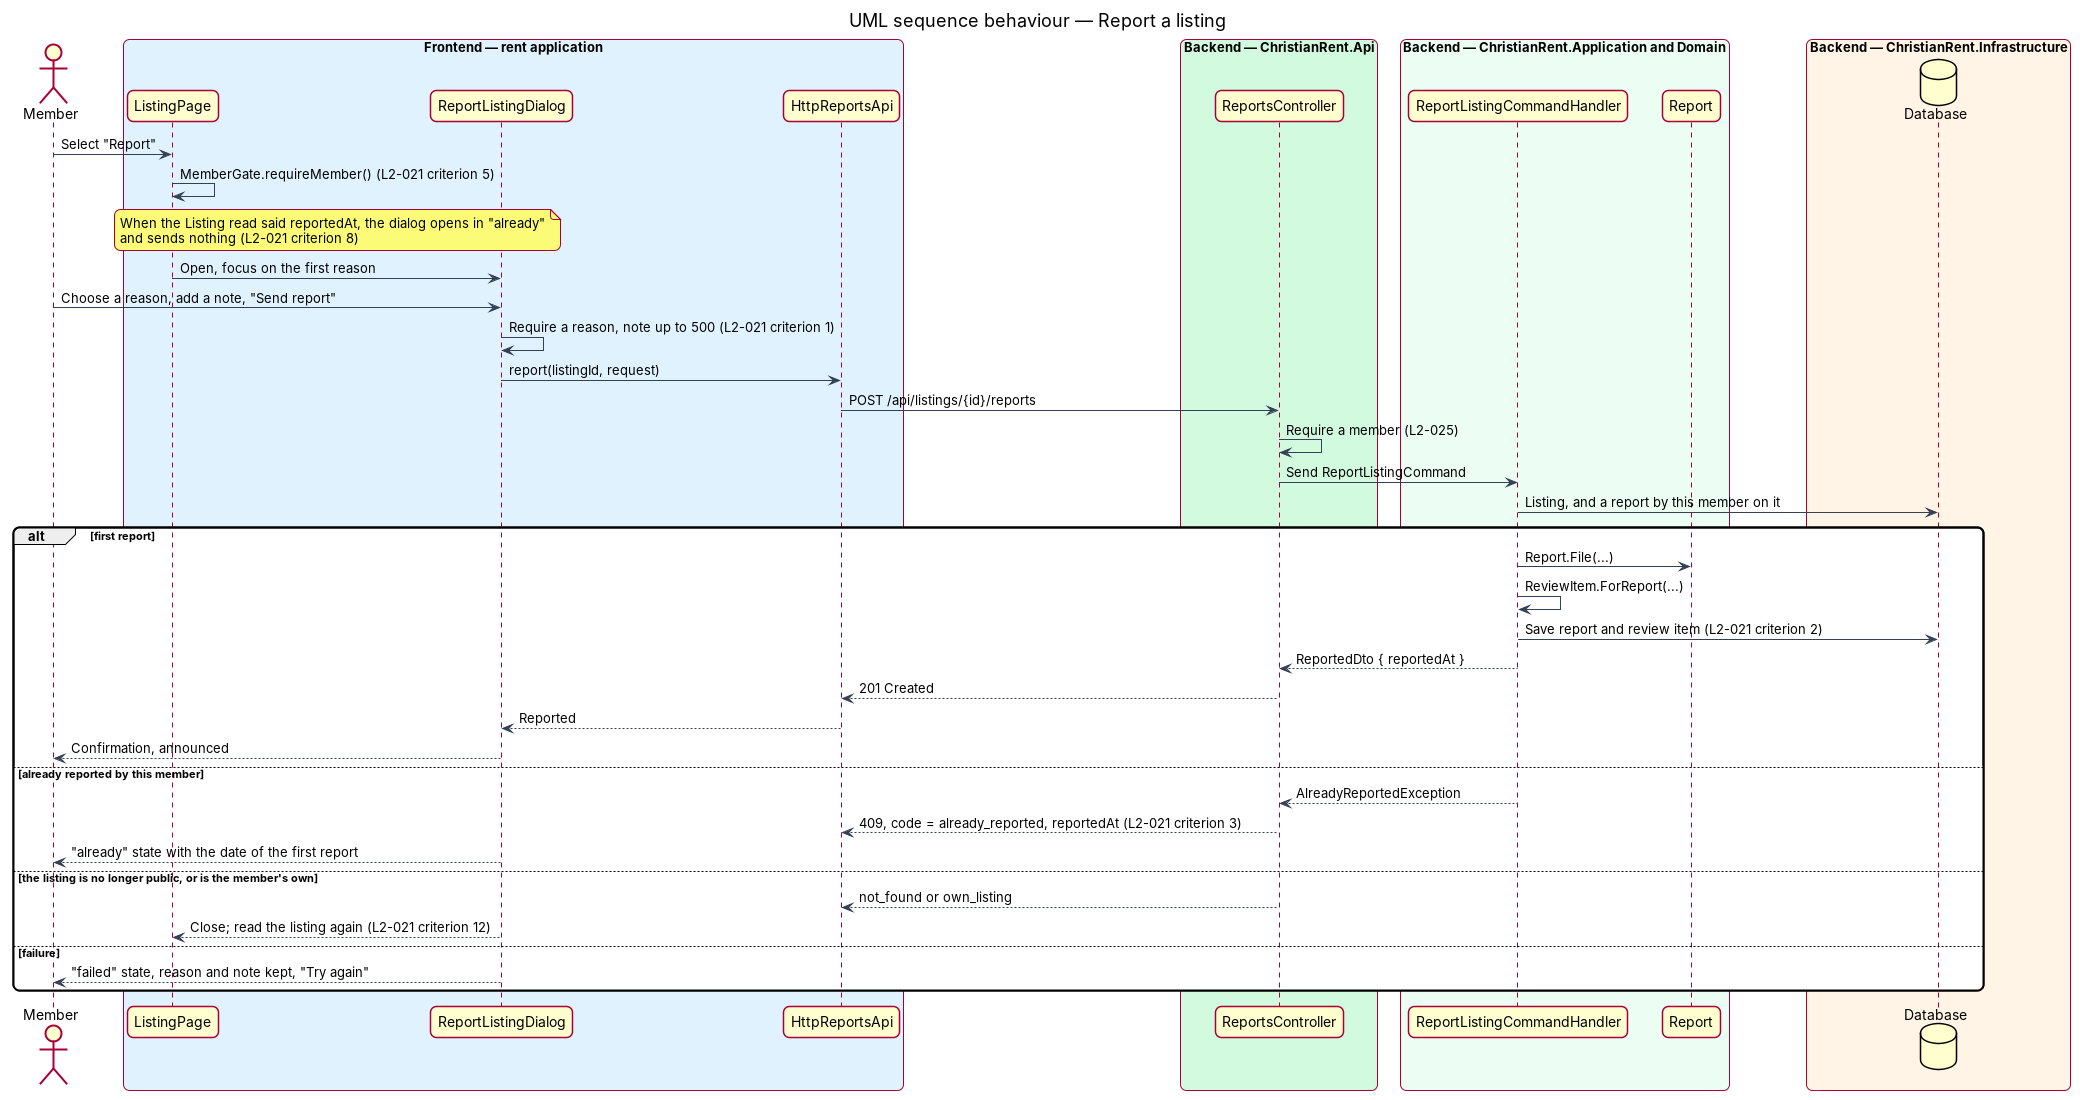 UML sequence behaviour — Report a listing
Frontend — rent application
Backend — ChristianRent.Api
Backend — ChristianRent.Application and Domain
Backend — ChristianRent.Infrastructure
Member
ListingPage
ReportListingDialog
HttpReportsApi
ReportsController
ReportListingCommandHandler
Report
Database
Select "Report"
MemberGate.requireMember() (L2-021 criterion 5)
When the Listing read said reportedAt, the dialog opens in "already"
and sends nothing (L2-021 criterion 8)
Open, focus on the first reason
Choose a reason, add a note, "Send report"
Require a reason, note up to 500 (L2-021 criterion 1)
report(listingId, request)
POST /api/listings/{id}/reports
Require a member (L2-025)
Send ReportListingCommand
Listing, and a report by this member on it
alt
[first report]
Report.File(...)
ReviewItem.ForReport(...)
Save report and review item (L2-021 criterion 2)
ReportedDto { reportedAt }
201 Created
Reported
Confirmation, announced
[already reported by this member]
AlreadyReportedException
409, code = already_reported, reportedAt (L2-021 criterion 3)
"already" state with the date of the first report
[the listing is no longer public, or is the member's own]
not_found or own_listing
Close; read the listing again (L2-021 criterion 12)
[failure]
"failed" state, reason and note kept, "Try again"
Member
ListingPage
ReportListingDialog
HttpReportsApi
ReportsController
ReportListingCommandHandler
Report
Database